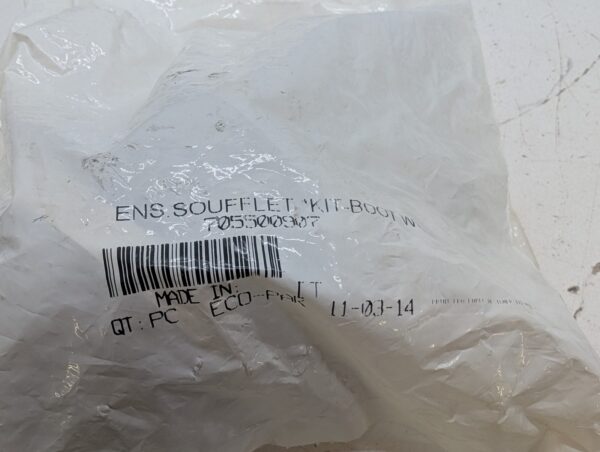 ENS.SOUFFLET *KIT-BOOT W
705500907
MADE IN: IT
QT: PC ECO-PAK 11-03-14